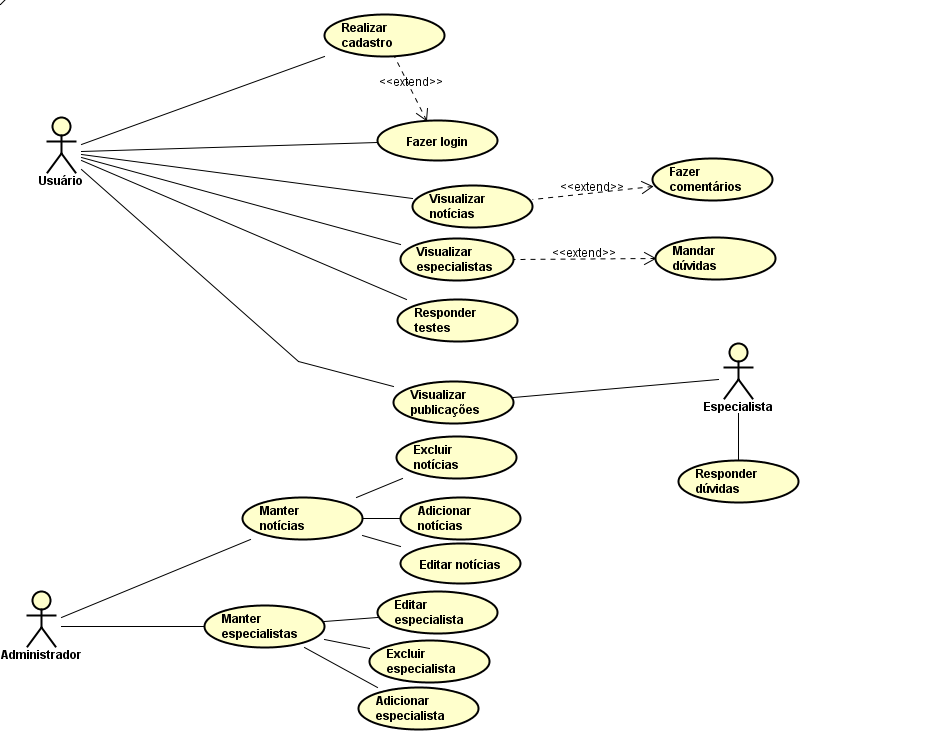 Realizar
cadastro
<<extend>>
Fazer login
Usuário
Visualizar
notícias
<<extend>>
Fazer
comentários
Visualizar
especialistas
<<extend>>
Mandar
dúvidas
Responder
testes
Visualizar
publicações
Especialista
Responder
dúvidas
Excluir
notícias
Manter
notícias
Adicionar
notícias
Editar notícias
Administrador
Manter
especialistas
Editar
especialista
Excluir
especialista
Adicionar
especialista